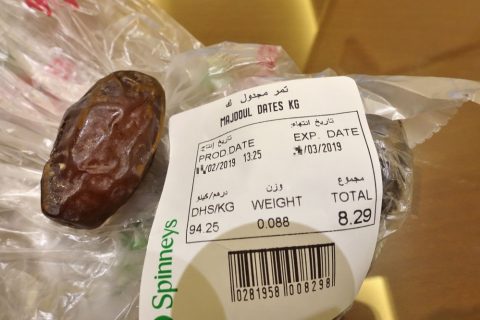 تمر مجدول ك
MAJDOUL DATES KG
تاريخ إنتاج: تاريخ انتهاء:
PROD.DATE EXP. DATE
/02/2019 13:25 /03/2019
درهم/كيلو وزن مجموع
DHS/KG WEIGHT TOTAL
94.25 0.088 8.29
0281958 008298
Spinneys